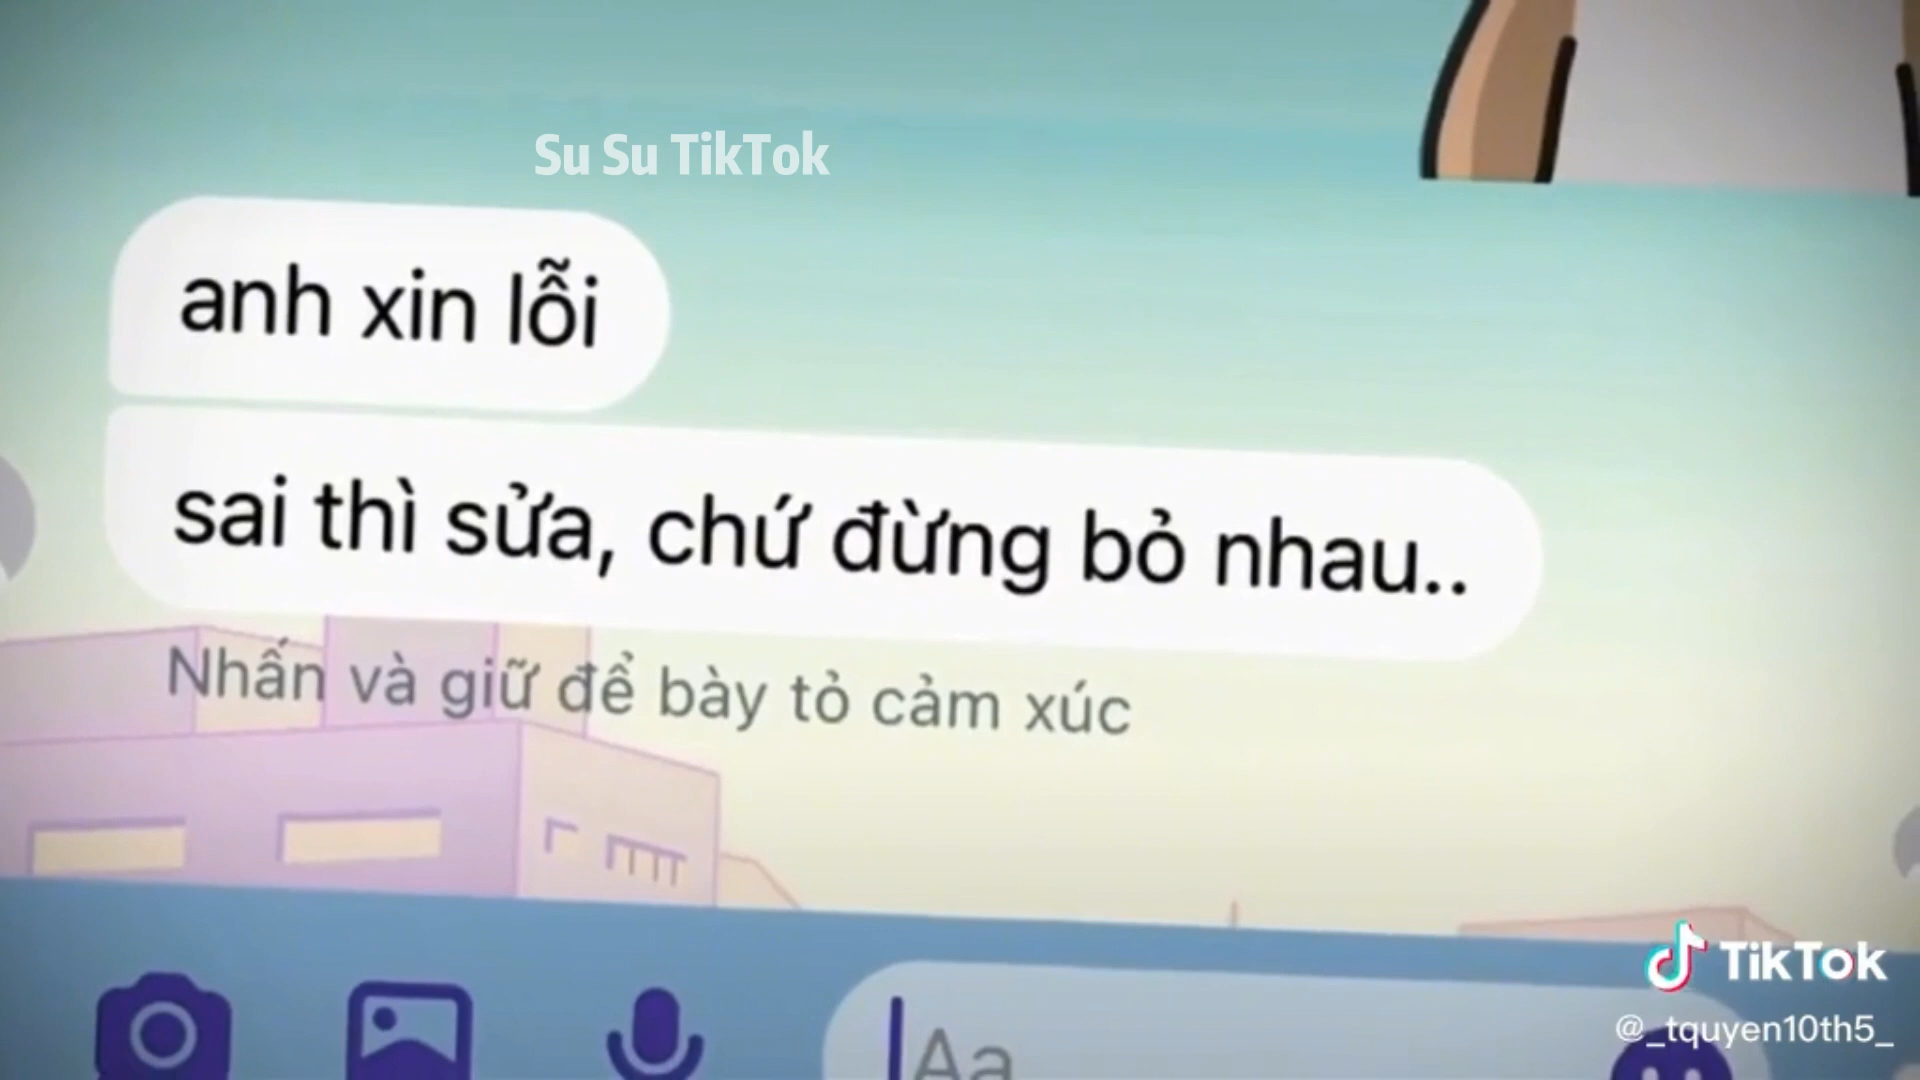 Su Su TikTok
anh xin lỗi
sai thì sửa, chứ đừng bỏ nhau..
Nhấn và giữ để bày tỏ cảm xúc
Aa
TikTok
@_tquyen10th5_